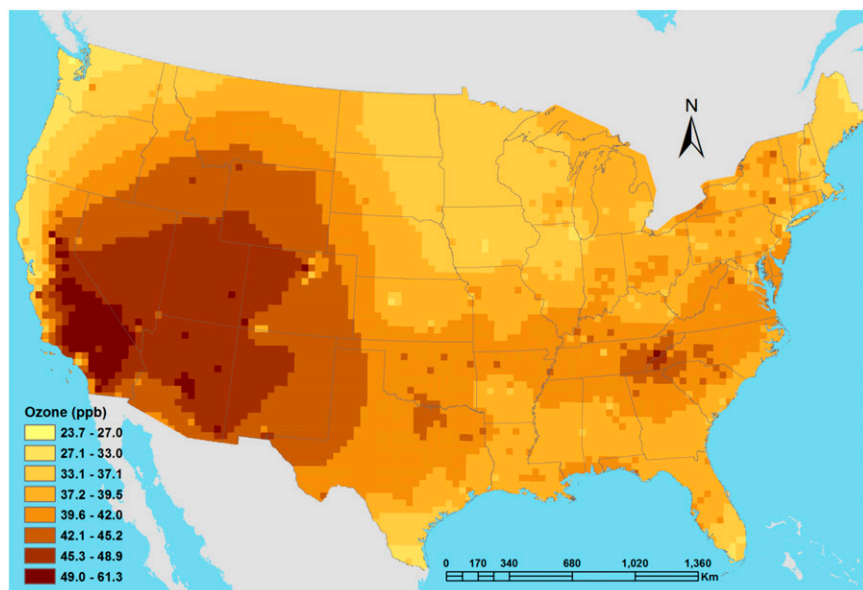 N
Ozone (ppb)
23.7 - 27.0
27.1 - 33.0
33.1 - 37.1
37.2 - 39.5
39.6 - 42.0
42.1 - 45.2
45.3 - 48.9
49.0 - 61.3
0 170 340 680 1,020 1,360
Km